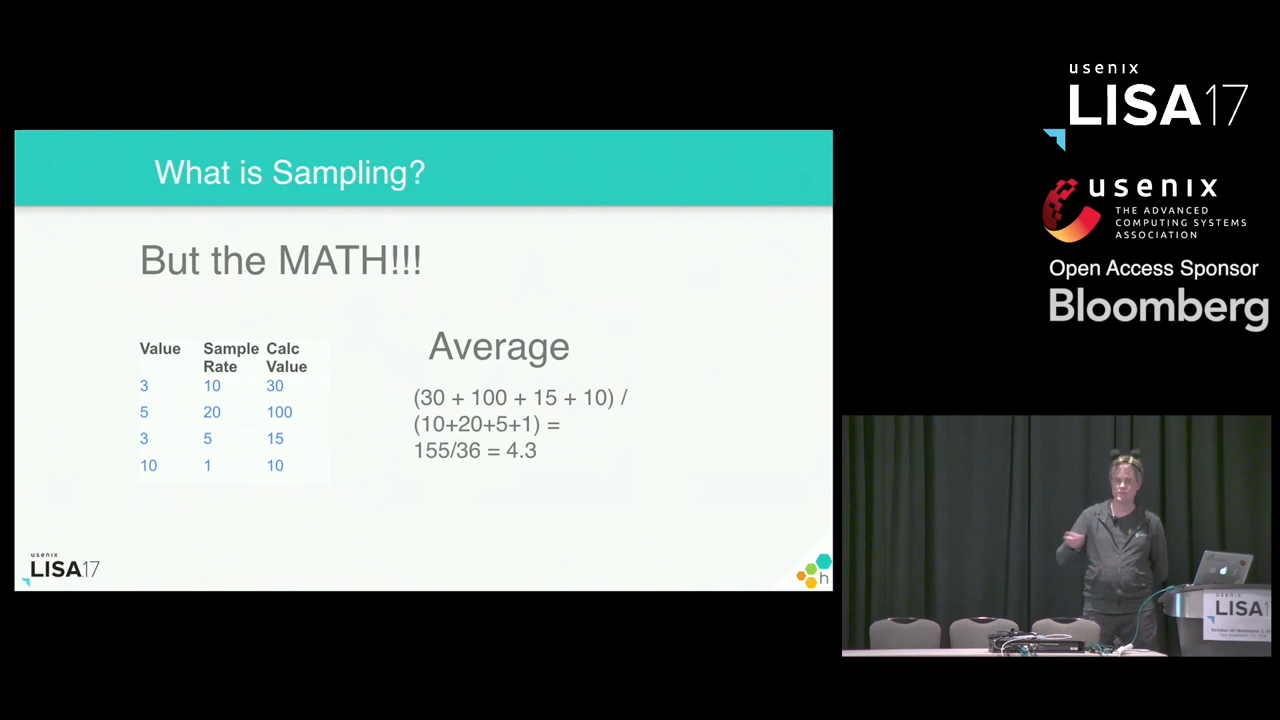 What is Sampling?
But the MATH!!!
Value Sample Rate Calc Value
3 10 30
5 20 100
3 5 15
10 1 10
Average
(30 + 100 + 15 + 10) /
(10+20+5+1) =
155/36 = 4.3
usenix
LISA17
h
usenix
LISA17
usenix
THE ADVANCED
COMPUTING SYSTEMS
ASSOCIATION
Open Access Sponsor
Bloomberg
usenix
LISA1